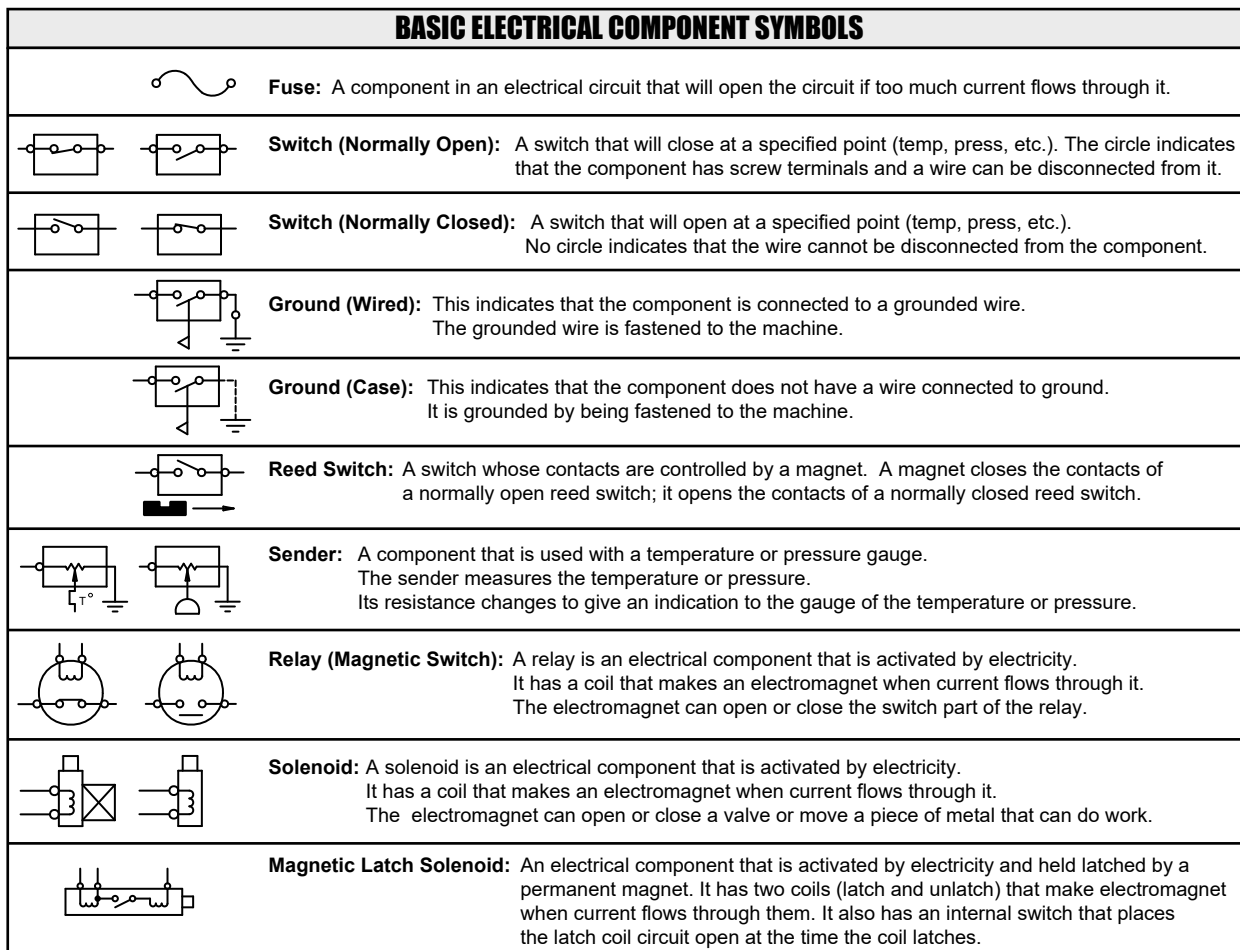 BASIC ELECTRICAL COMPONENT SYMBOLS
Fuse: A component in an electrical circuit that will open the circuit if too much current flows through it.
Switch (Normally Open): A switch that will close at a specified point (temp, press, etc.). The circle indicates
that the component has screw terminals and a wire can be disconnected from it.
Switch (Normally Closed): A switch that will open at a specified point (temp, press, etc.).
No circle indicates that the wire cannot be disconnected from the component.
Ground (Wired): This indicates that the component is connected to a grounded wire.
The grounded wire is fastened to the machine.
Ground (Case): This indicates that the component does not have a wire connected to ground.
It is grounded by being fastened to the machine.
Reed Switch: A switch whose contacts are controlled by a magnet. A magnet closes the contacts of
a normally open reed switch; it opens the contacts of a normally closed reed switch.
T°
Sender: A component that is used with a temperature or pressure gauge.
The sender measures the temperature or pressure.
Its resistance changes to give an indication to the gauge of the temperature or pressure.
Relay (Magnetic Switch): A relay is an electrical component that is activated by electricity.
It has a coil that makes an electromagnet when current flows through it.
The electromagnet can open or close the switch part of the relay.
Solenoid: A solenoid is an electrical component that is activated by electricity.
It has a coil that makes an electromagnet when current flows through it.
The electromagnet can open or close a valve or move a piece of metal that can do work.
Magnetic Latch Solenoid: An electrical component that is activated by electricity and held latched by a
permanent magnet. It has two coils (latch and unlatch) that make electromagnet
when current flows through them. It also has an internal switch that places
the latch coil circuit open at the time the coil latches.